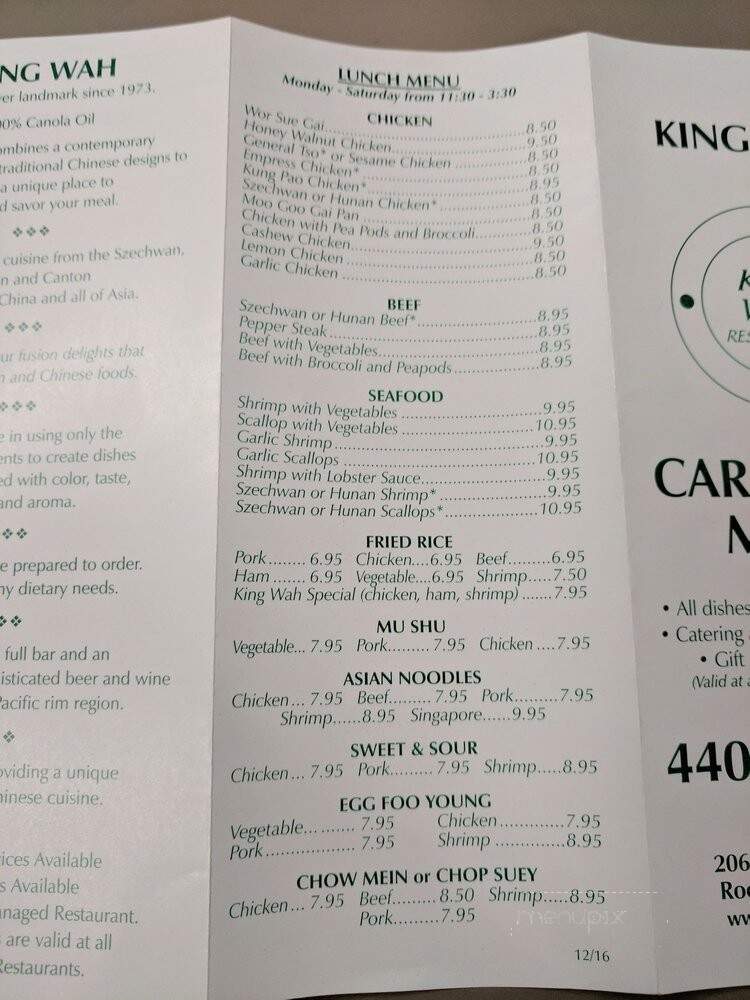 NG WAH
er landmark since 1973.
00% Canola Oil
ombines a contemporary
traditional Chinese designs to
a unique place to
d savor your meal.
cuisine from the Szechwan,
n and Canton
China and all of Asia.
ur fusion delights that
n and Chinese foods.
e in using only the
ents to create dishes
ed with color, taste,
and aroma.
e prepared to order.
ny dietary needs.
full bar and an
isticated beer and wine
Pacific rim region.
oviding a unique
hinese cuisine.
ices Available
s Available
anaged Restaurant.
are valid at all
Restaurants.
LUNCH MENU
Monday - Saturday from 11:30 - 3:30
CHICKEN
Wor Sue Gai 8.50
Honey Walnut Chicken 9.50
General Tso* or Sesame Chicken 8.50
Empress Chicken* 8.50
Kung Pao Chicken* 8.95
Szechwan or Hunan Chicken* 8.50
Moo Goo Gai Pan 8.50
Chicken with Pea Pods and Broccoli 8.50
Cashew Chicken 9.50
Lemon Chicken 8.50
Garlic Chicken 8.50
BEEF
Szechwan or Hunan Beef* 8.95
Pepper Steak 8.95
Beef with Vegetables 8.95
Beef with Broccoli and Peapods 8.95
SEAFOOD
Shrimp with Vegetables 9.95
Scallop with Vegetables 10.95
Garlic Shrimp 9.95
Garlic Scallops 10.95
Shrimp with Lobster Sauce 9.95
Szechwan or Hunan Shrimp* 9.95
Szechwan or Hunan Scallops* 10.95
FRIED RICE
Pork 6.95 Chicken 6.95 Beef 6.95
Ham 6.95 Vegetable 6.95 Shrimp 7.50
King Wah Special (chicken, ham, shrimp) 7.95
MU SHU
Vegetable 7.95 Pork 7.95 Chicken 7.95
ASIAN NOODLES
Chicken 7.95 Beef 7.95 Pork 7.95
Shrimp 8.95 Singapore 9.95
SWEET & SOUR
Chicken 7.95 Pork 7.95 Shrimp 8.95
EGG FOO YOUNG
Vegetable 7.95 Chicken 7.95
Pork 7.95 Shrimp 8.95
CHOW MEIN or CHOP SUEY
Chicken 7.95 Beef 8.50 Shrimp 8.95
Pork 7.95
menupix
12/16
KING
K
RES
CAR
M
• All dishes
• Catering
• Gift
(Valid at a
440
206
Ro
ww